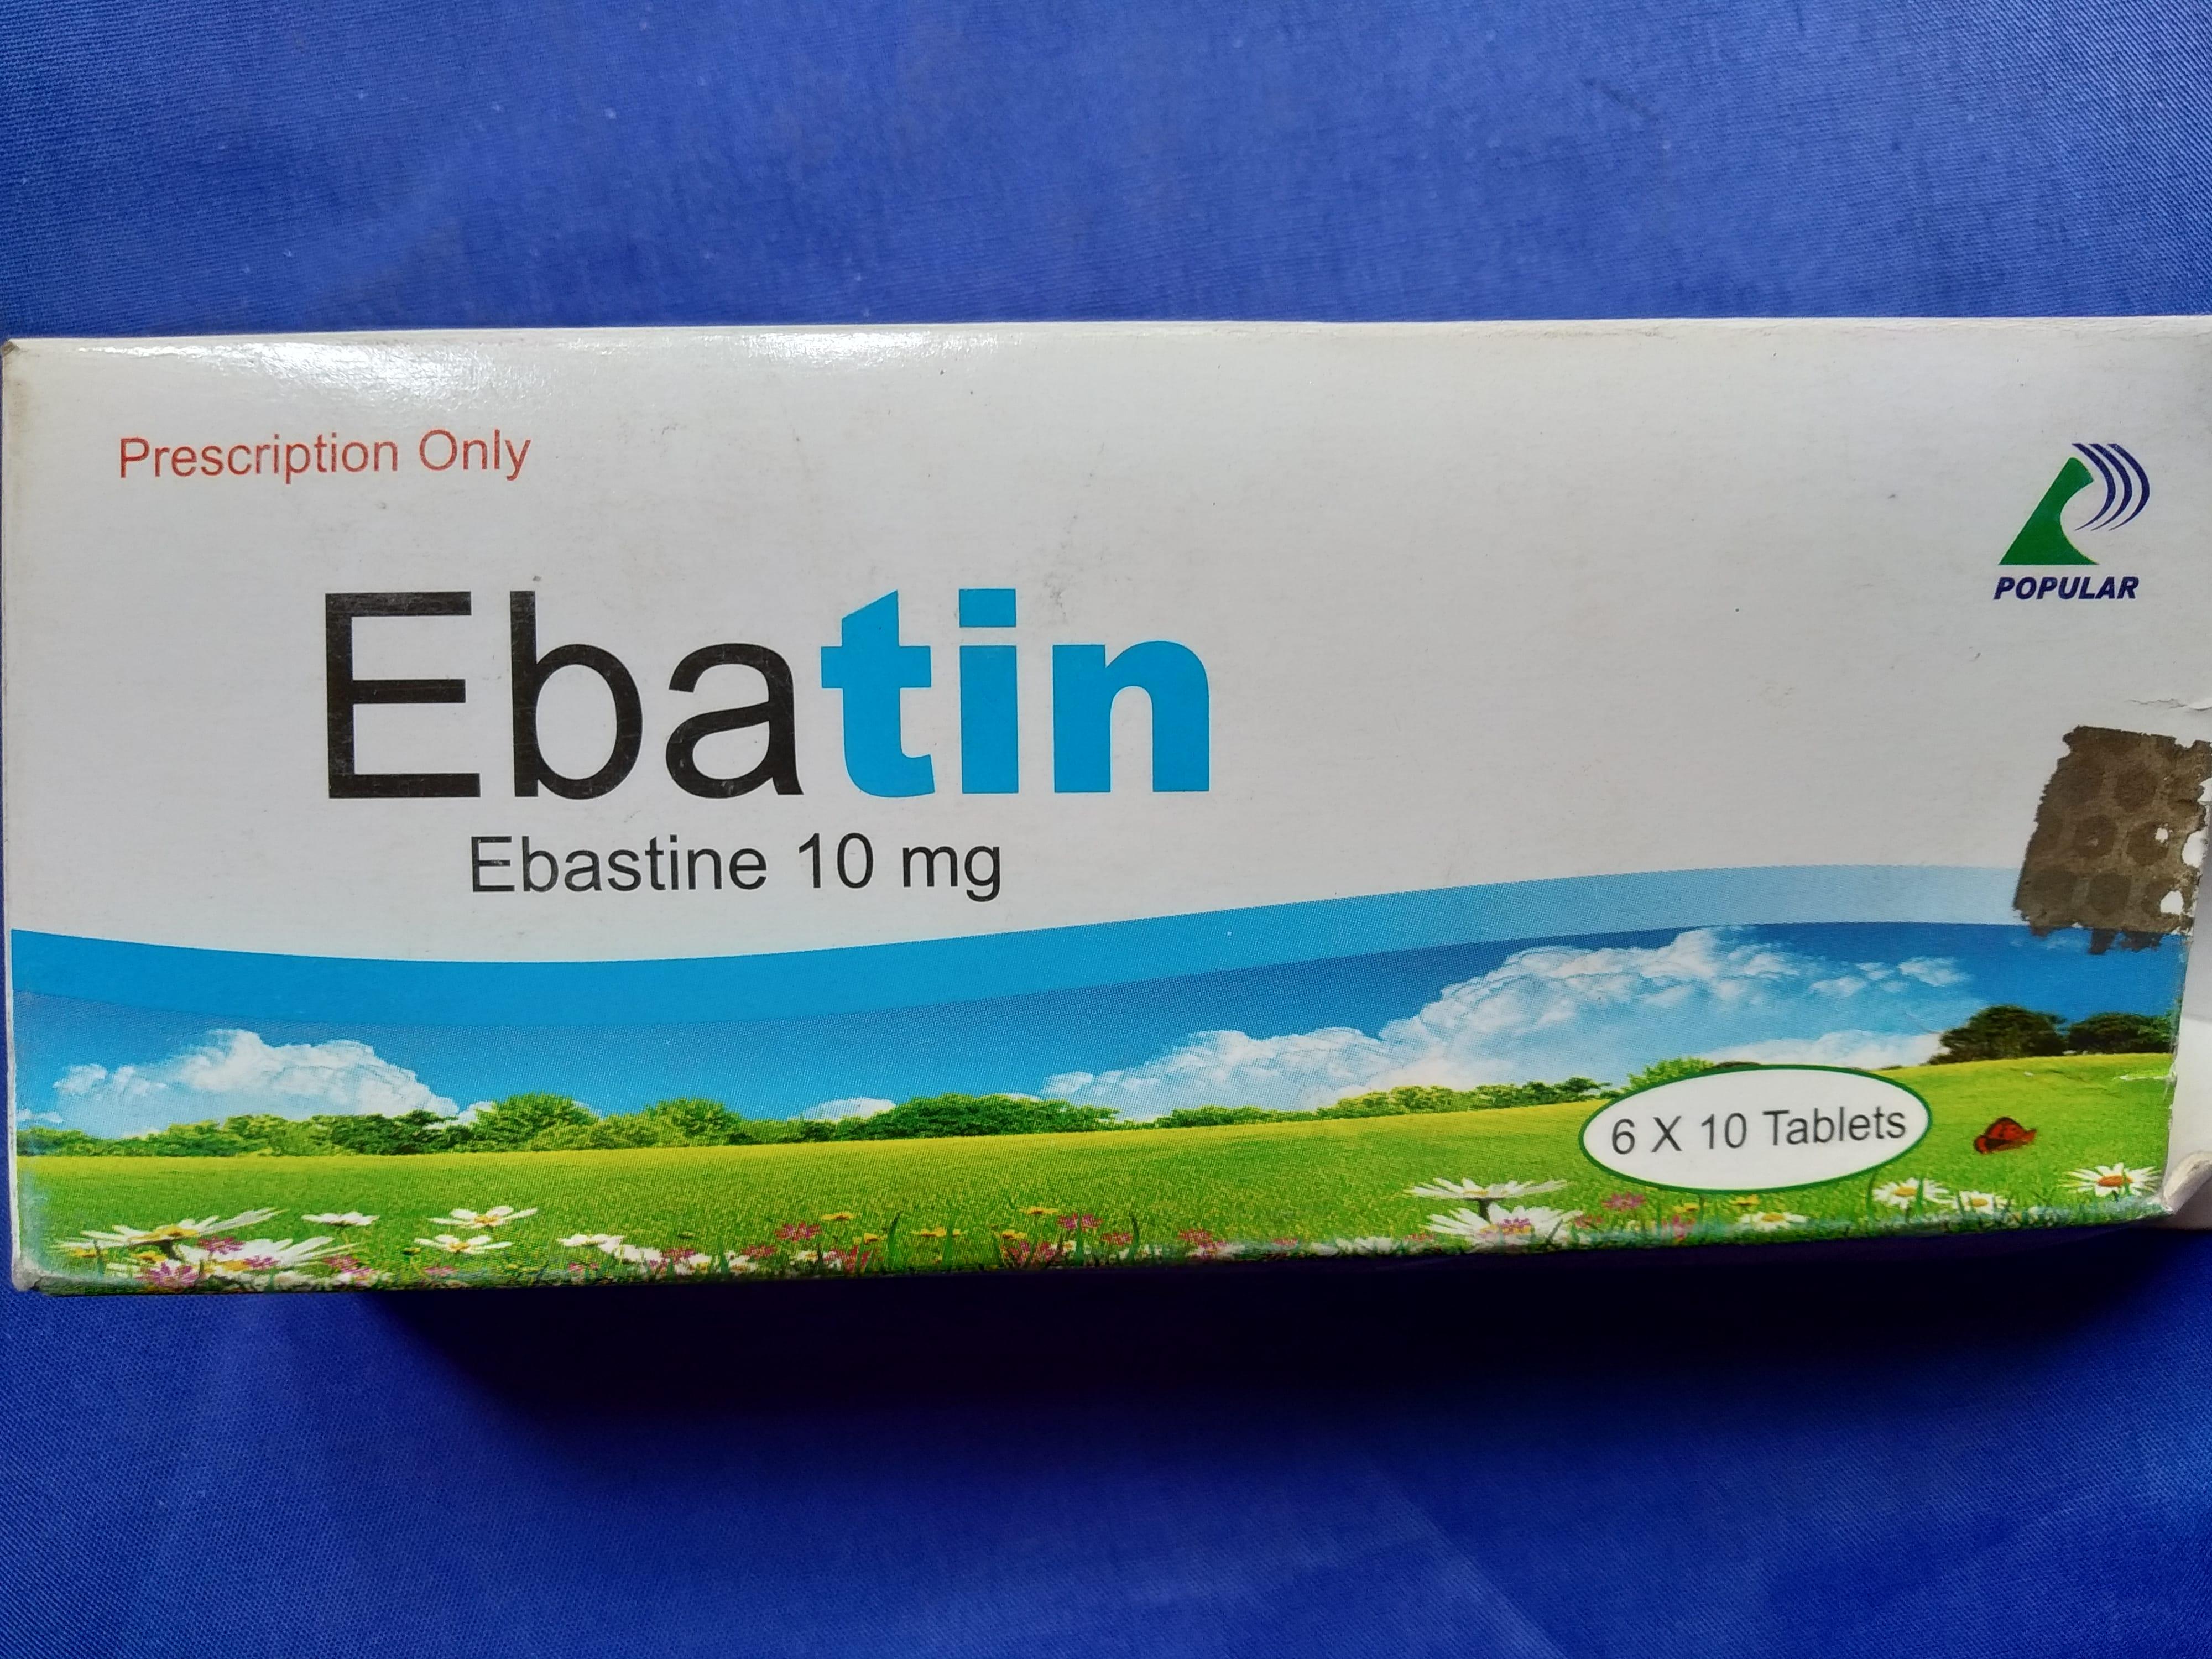 Prescription Only
POPULAR
Ebatin
Ebastine 10 mg
6 X 10 Tablets